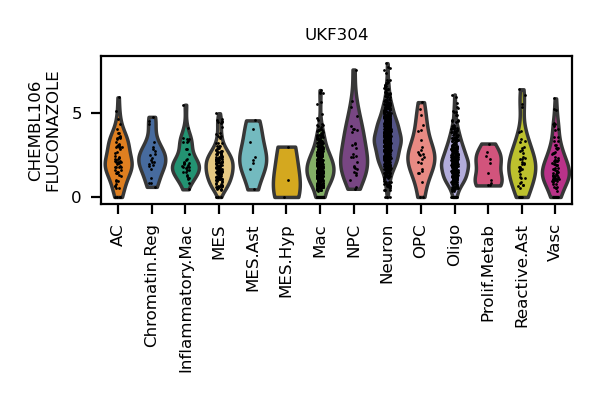 UKF304
CHEMBL106
FLUCONAZOLE
5
0
AC
Chromatin.Reg
Inflammatory.Mac
MES
MES.Ast
MES.Hyp
Mac
NPC
Neuron
OPC
Oligo
Prolif.Metab
Reactive.Ast
Vasc